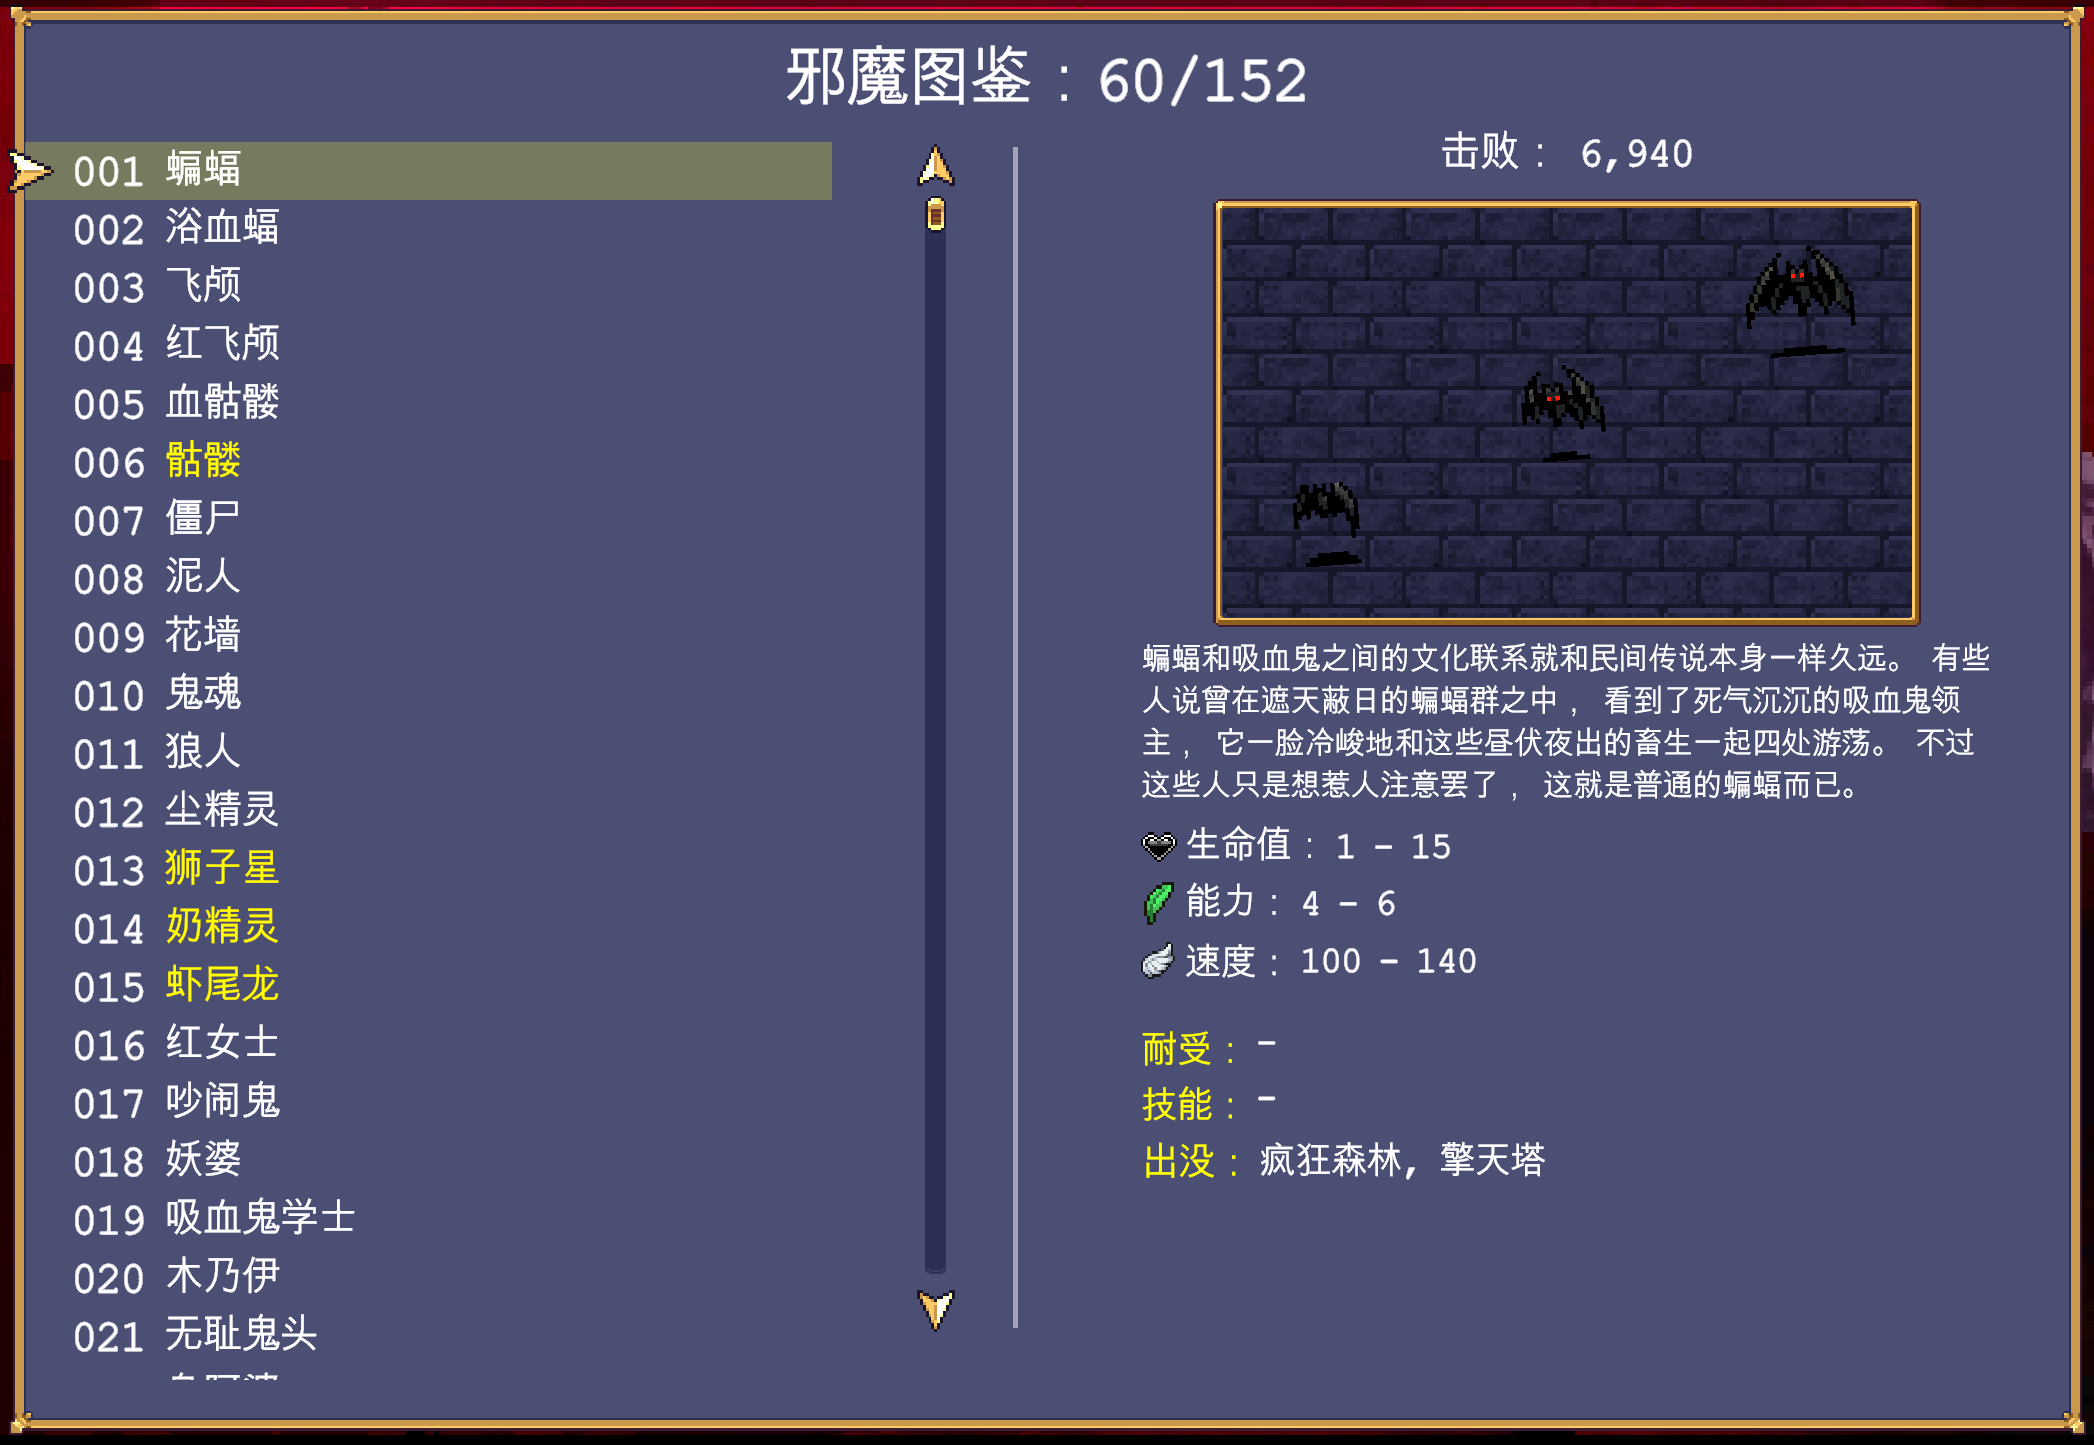 邪魔图鉴：60/152
001 蝙蝠
002 浴血蝠
003 飞颅
004 红飞颅
005 血骷髅
006 骷髅
007 僵尸
008 泥人
009 花墙
010 鬼魂
011 狼人
012 尘精灵
013 狮子星
014 奶精灵
015 虾尾龙
016 红女士
017 吵闹鬼
018 妖婆
019 吸血鬼学士
020 木乃伊
021 无耻鬼头
击败： 6,940
蝙蝠和吸血鬼之间的文化联系就和民间传说本身一样久远。 有些
人说曾在遮天蔽日的蝙蝠群之中， 看到了死气沉沉的吸血鬼领
主， 它一脸冷峻地和这些昼伏夜出的畜生一起四处游荡。 不过
这些人只是想惹人注意罢了， 这就是普通的蝙蝠而已。
生命值：1 - 15
能力：4 - 6
速度：100 - 140
耐受：-
技能：-
出没：疯狂森林, 擎天塔